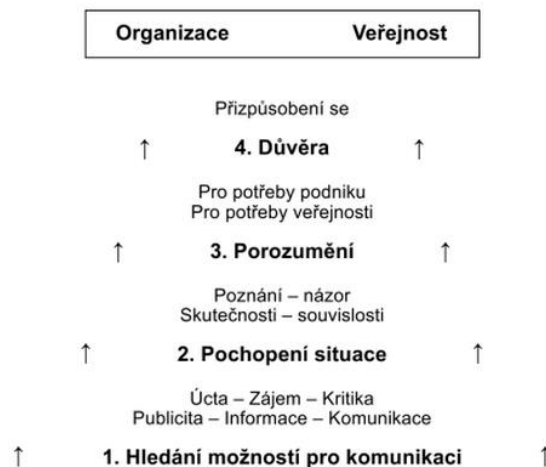 Organizace Veřejnost
Přizpůsobení se
↑ 4. Důvěra ↑
Pro potřeby podniku
Pro potřeby veřejnosti
↑ 3. Porozumění ↑
Poznání – názor
Skutečnosti – souvislosti
↑ 2. Pochopení situace ↑
Úcta – Zájem – Kritika
Publicita – Informace – Komunikace
↑ 1. Hledání možností pro komunikaci ↑